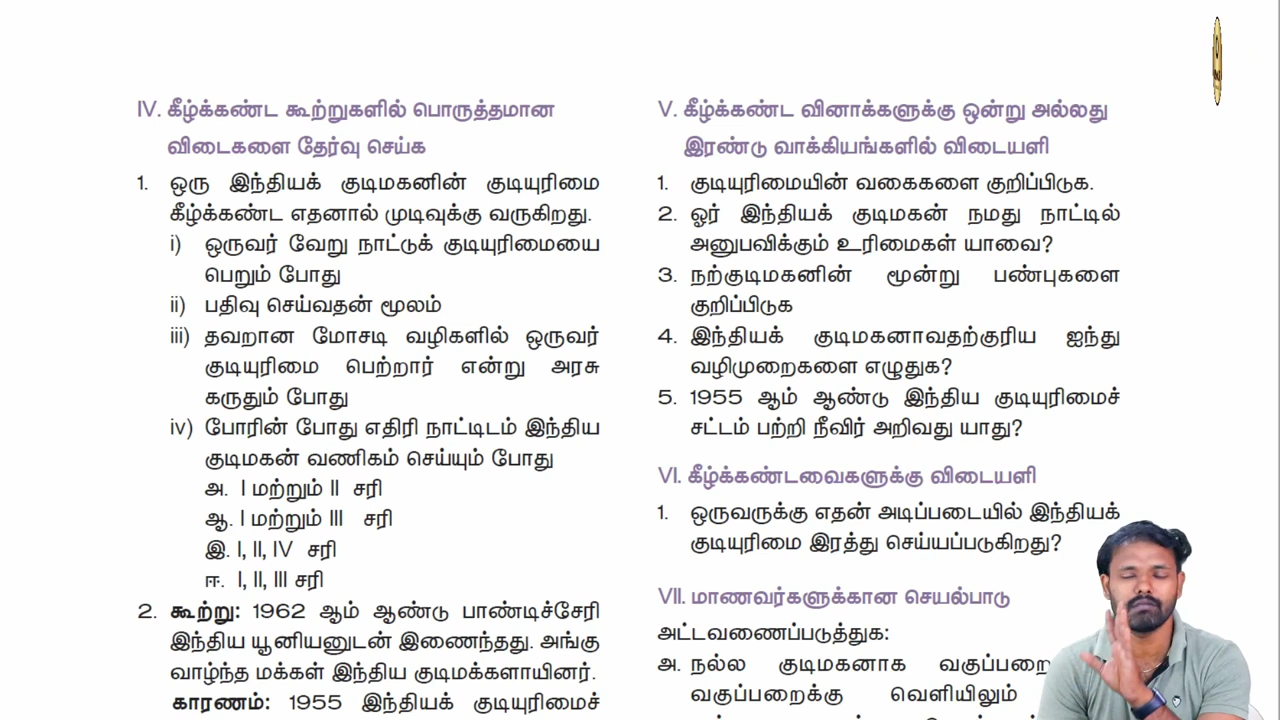 IV. கீழ்க்கண்ட கூற்றுகளில் பொருத்தமான
விடைகளை தேர்வு செய்க
1. ஒரு இந்தியக் குடிமகனின் குடியுரிமை
கீழ்க்கண்ட எதனால் முடிவுக்கு வருகிறது.
i) ஒருவர் வேறு நாட்டுக் குடியுரிமையை
பெறும் போது
ii) பதிவு செய்வதன் மூலம்
iii) தவறான மோசடி வழிகளில் ஒருவர்
குடியுரிமை பெற்றார் என்று அரசு
கருதும் போது
iv) போரின் போது எதிரி நாட்டிடம் இந்திய
குடிமகன் வணிகம் செய்யும் போது
அ. I மற்றும் II சரி
ஆ. I மற்றும் III சரி
இ. I, II, IV சரி
ஈ. I, II, III சரி
2. கூற்று: 1962 ஆம் ஆண்டு பாண்டிச்சேரி
இந்திய யூனியனுடன் இணைந்தது. அங்கு
வாழ்ந்த மக்கள் இந்திய குடிமக்களாயினர்.
காரணம்: 1955 இந்தியக் குடியுரிமைச்
V. கீழ்க்கண்ட வினாக்களுக்கு ஒன்று அல்லது
இரண்டு வாக்கியங்களில் விடையளி
1. குடியுரிமையின் வகைகளை குறிப்பிடுக.
2. ஓர் இந்தியக் குடிமகன் நமது நாட்டில்
அனுபவிக்கும் உரிமைகள் யாவை?
3. நற்குடிமகனின் மூன்று பண்புகளை
குறிப்பிடுக
4. இந்தியக் குடிமகனாவதற்குரிய ஐந்து
வழிமுறைகளை எழுதுக?
5. 1955 ஆம் ஆண்டு இந்திய குடியுரிமைச்
சட்டம் பற்றி நீவிர் அறிவது யாது?
VI. கீழ்க்கண்டவைகளுக்கு விடையளி
1. ஒருவருக்கு எதன் அடிப்படையில் இந்தியக்
குடியுரிமை இரத்து செய்யப்படுகிறது?
VII. மாணவர்களுக்கான செயல்பாடு
அட்டவணைப்படுத்துக:
அ. நல்ல குடிமகனாக வகுப்பறை
வகுப்பறைக்கு வெளியிலும்